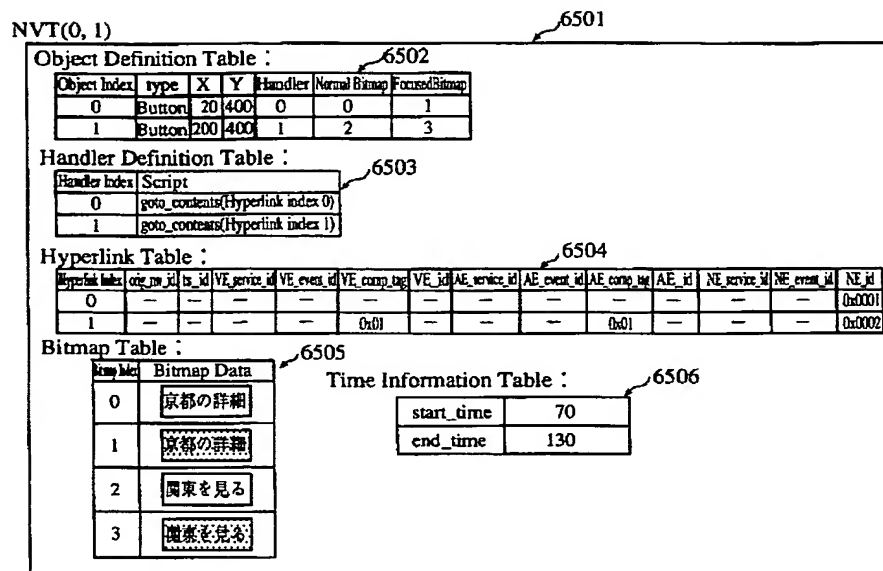 NVT(0, 1)
6501
Object Definition Table :
6502
Object Index type X Y Handler Normal Bitmap FocusedBitmap
0 Button 20 400 0 0 1
1 Button 200 400 1 2 3
Handler Definition Table :
6503
Handler Index Script
0 goto_contents(Hyperlink index 0)
1 goto_contents(Hyperlink index 1)
Hyperlink Table :
6504
Hyperlink Index orig_nw_id ts_id VE_service_id VE_event_id VE_comp_tag VE_id AE_service_id AE_event_id AE_comp_tag AE_id NE_service_id NE_event_id NE_id
0 — — — — — — — — — — — — 0x0001
1 — — — — 0x01 — — — 0x01 — — — 0x0002
Bitmap Table :
6505
Bitmap Index Bitmap Data
0 京都の詳細
1 京都の詳細
2 関東を見る
3 関東を見る
Time Information Table :
6506
start_time 70
end_time 130